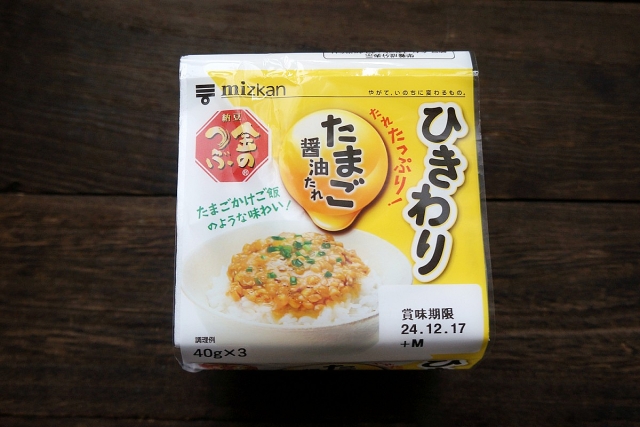 mizkan
やがて、いのちに変わるもの。
納豆
金の
つぶ
®
たれたっぷり!
たまご
醤油たれ
ひきわり
たまごかけご飯
のような味わい!
賞味期限
24.12.17
+M
調理例
40g×3